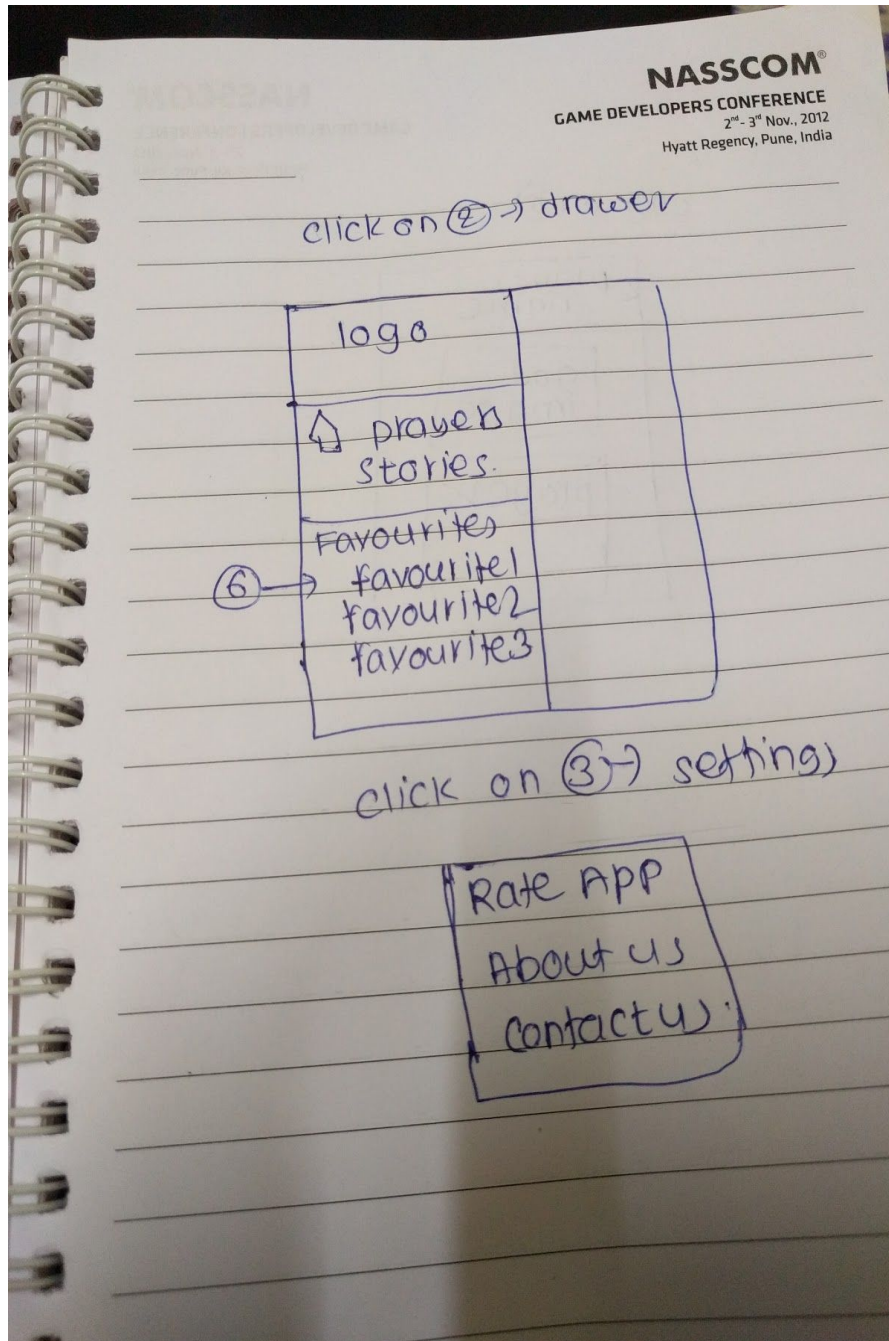 NASSCOM®
GAME DEVELOPERS CONFERENCE
2nd - 3rd Nov., 2012
Hyatt Regency, Pune, India
click on ② → drawer
logo
prayers
stories.
Favourites
⑥ → favourite1
favourite2
favourite3
click on ③ → settings
Rate App
About us
Contact us.